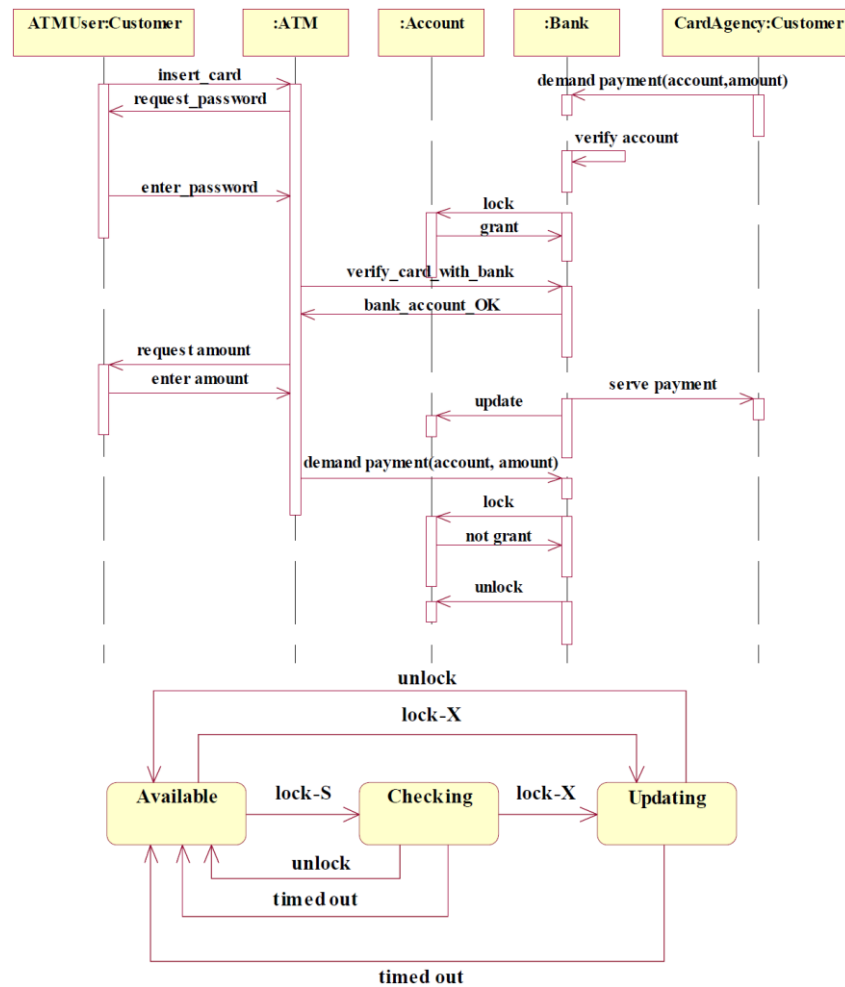 ATMUser:Customer
:ATM
:Account
:Bank
CardAgency:Customer
insert_card
demand payment(account,amount)
request_password
verify account
enter_password
lock
grant
verify_card_with_bank
bank_account_OK
request amount
enter amount
serve payment
update
demand payment(account, amount)
lock
not grant
unlock
unlock
lock-X
Available
lock-S
Checking
lock-X
Updating
unlock
timed out
timed out